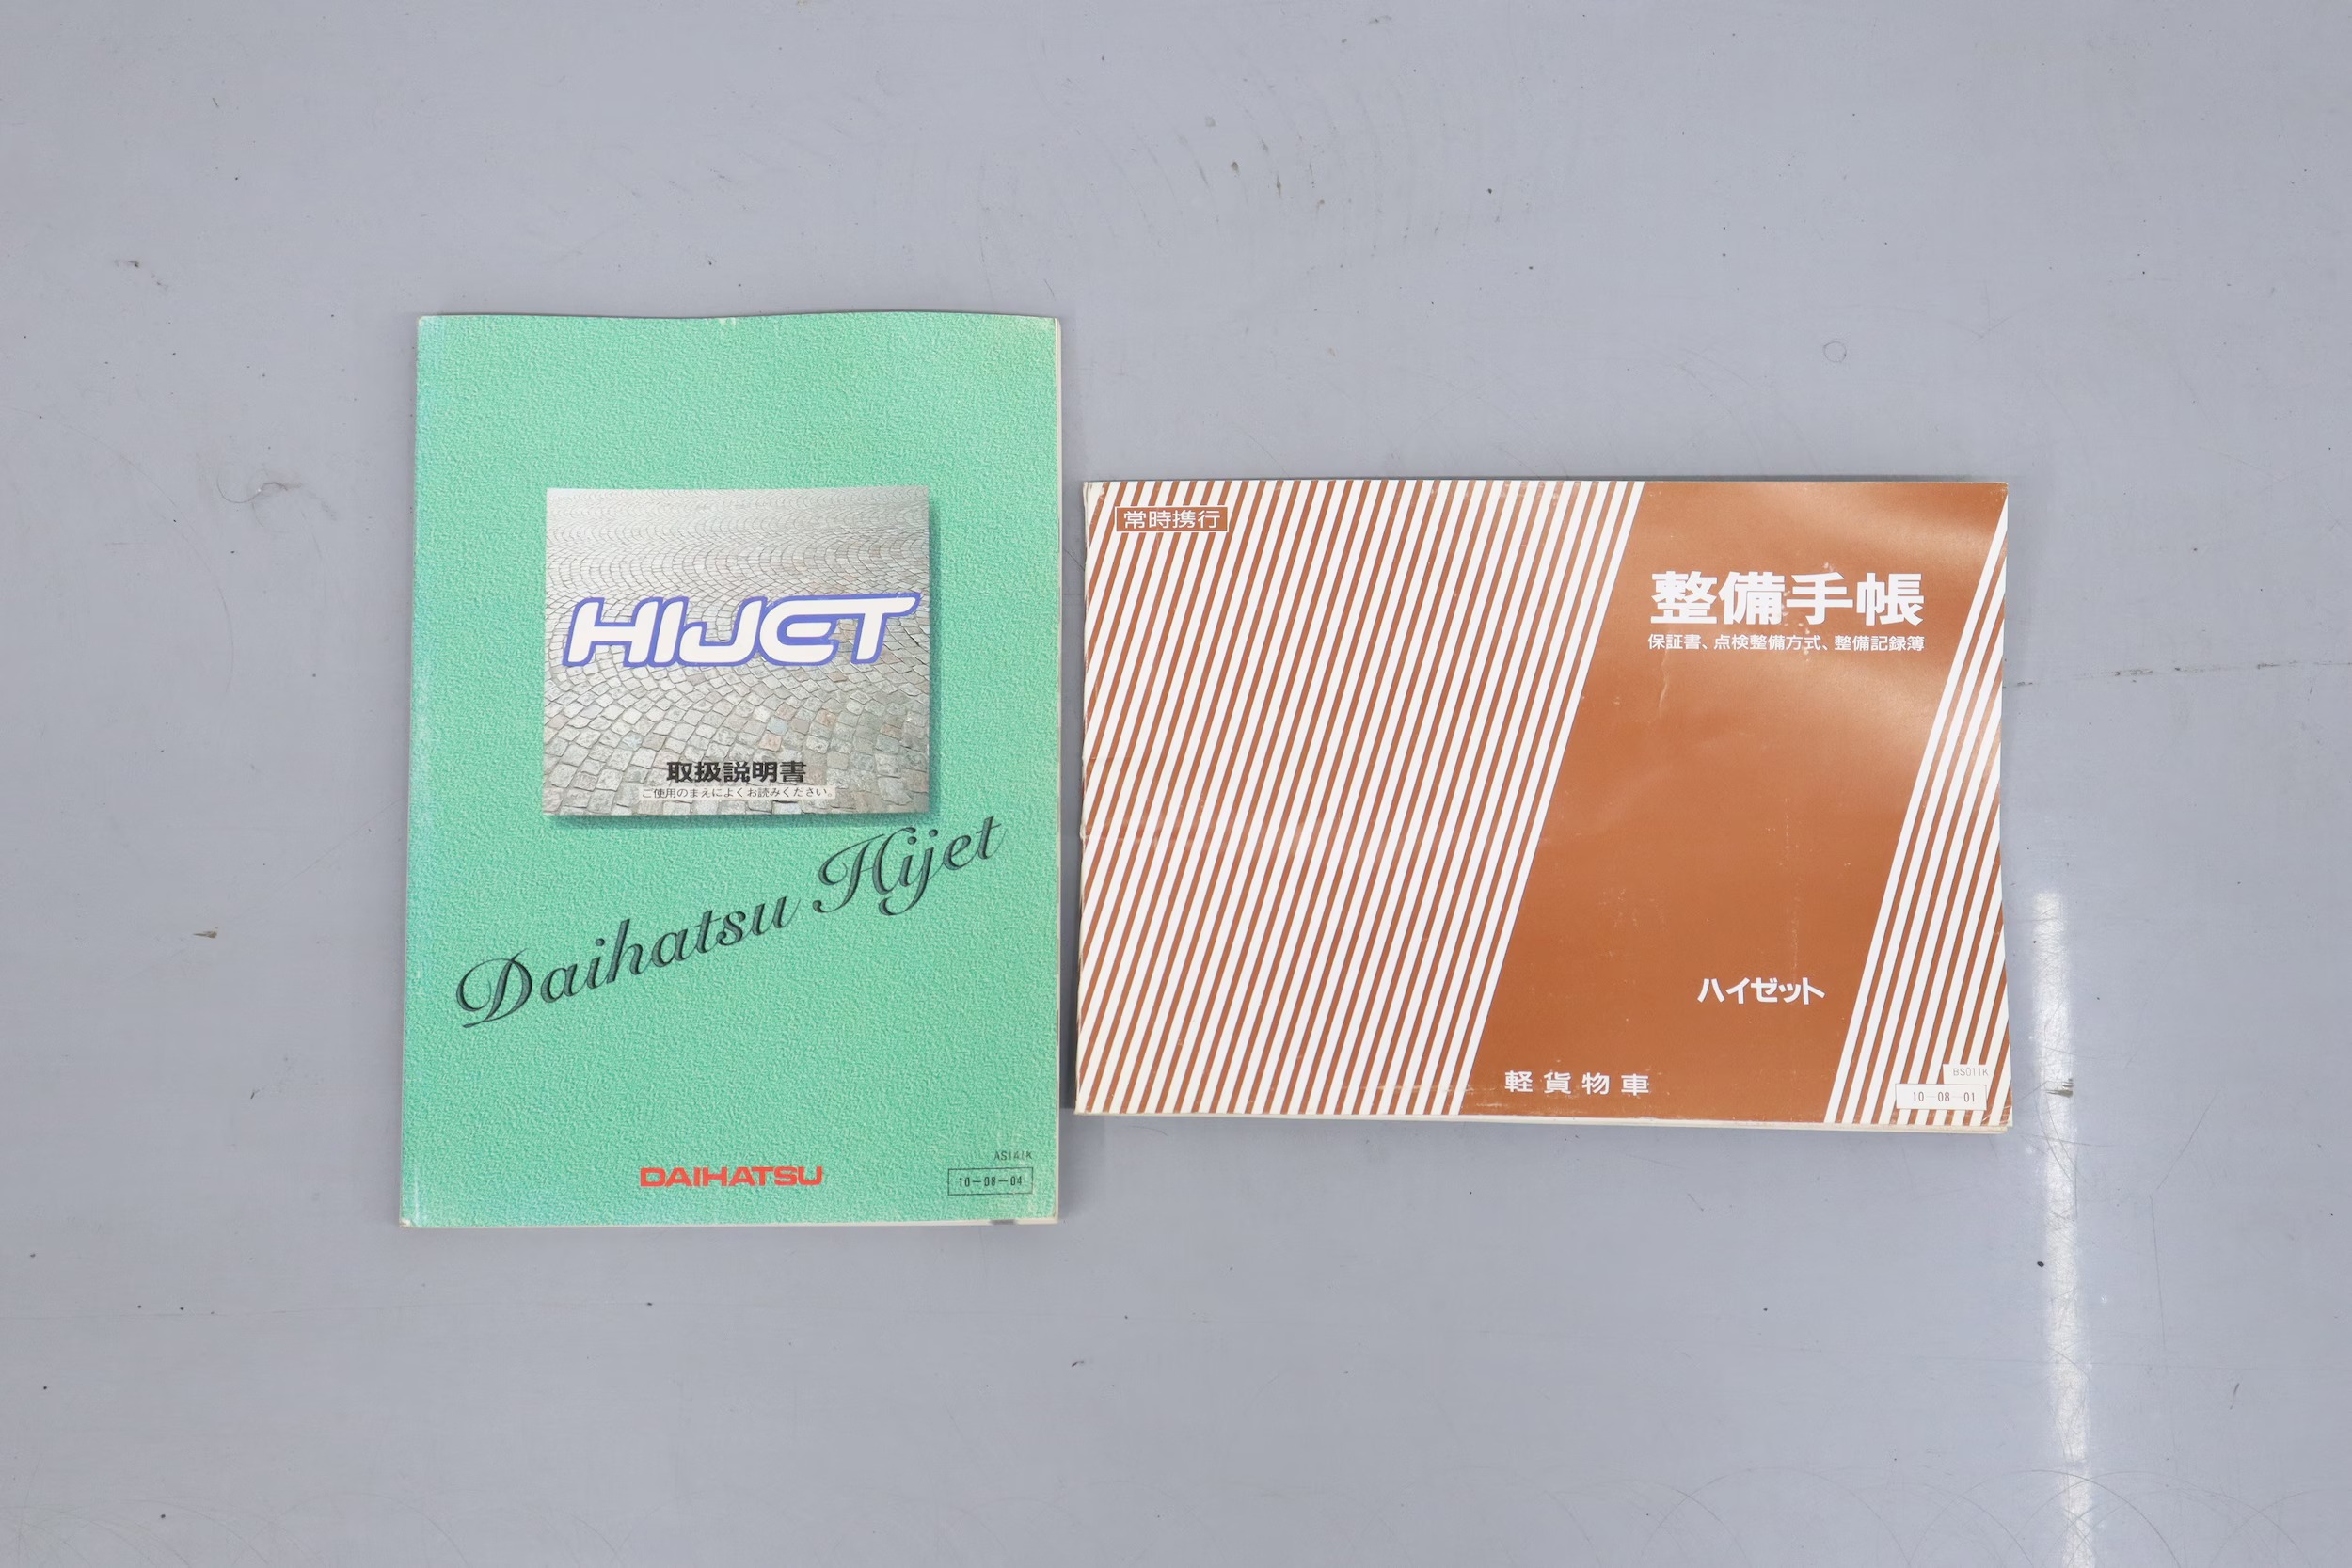 HIJET
取扱説明書
ご使用のまえによくお読みください。
Daihatsu Hijet
DAIHATSU
AS1A1K
10-08-04
常時携行
整備手帳
保証書、点検整備方式、整備記録簿
ハイゼット
軽貨物車
BS011K
10-08-01